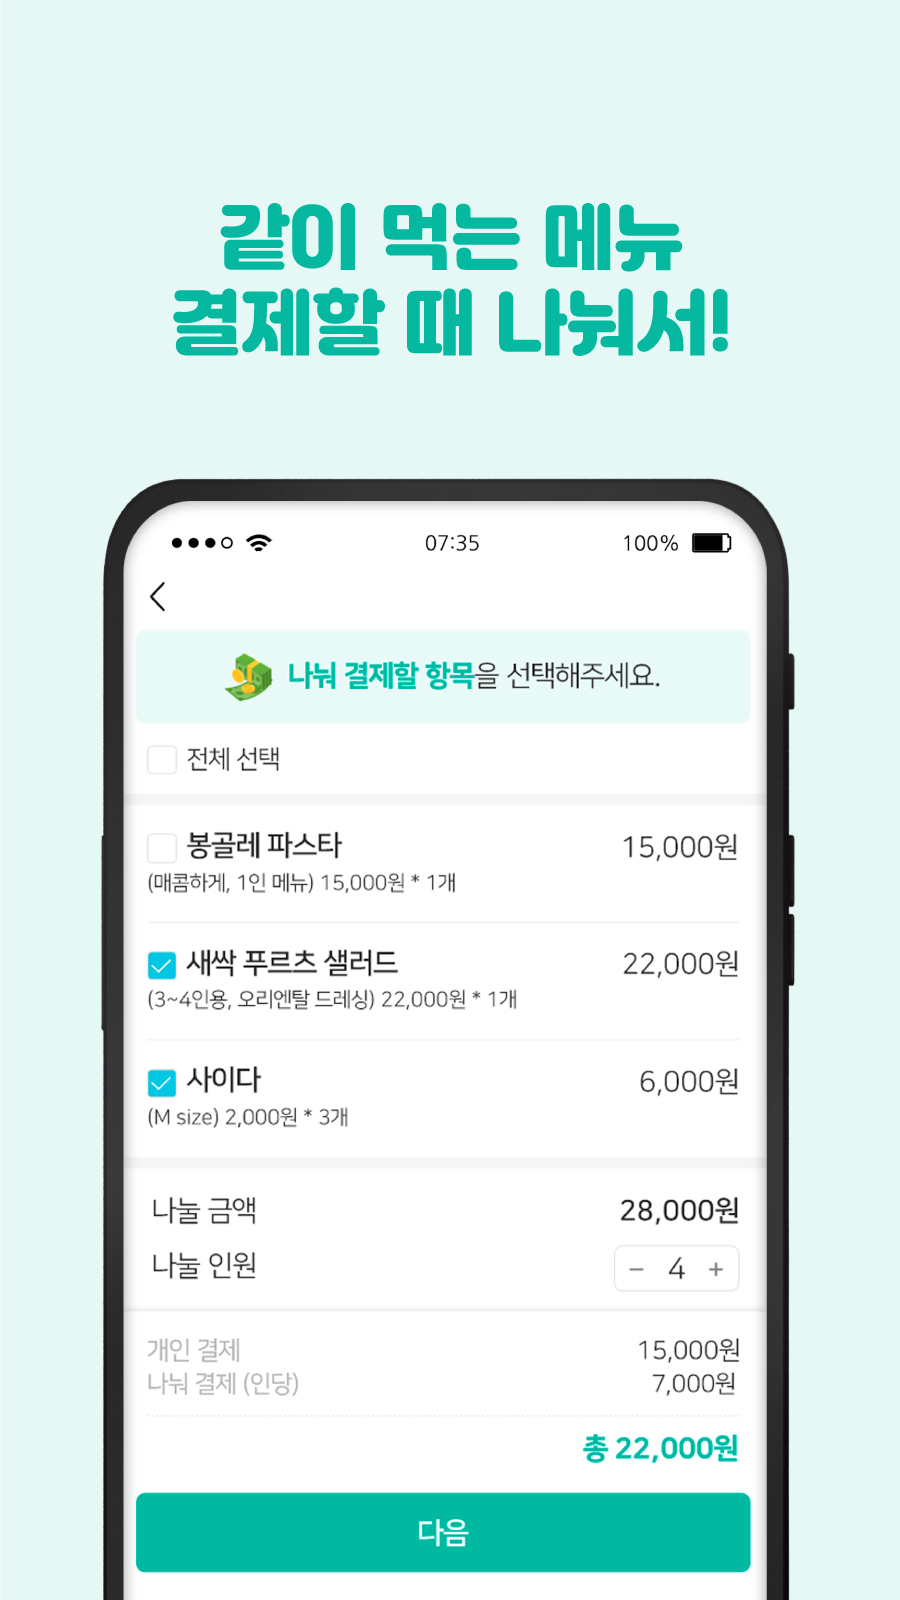 같이 먹는 메뉴
결제할 때 나눠서!
07:35
100%
나눠 결제할 항목을 선택해주세요.
전체 선택
봉골레 파스타 15,000원
(매콤하게, 1인 메뉴) 15,000원 * 1개
새싹 푸르츠 샐러드 22,000원
(3~4인용, 오리엔탈 드레싱) 22,000원 * 1개
사이다 6,000원
(M size) 2,000원 * 3개
나눌 금액 28,000원
나눌 인원 − 4 +
개인 결제 15,000원
나눠 결제 (인당) 7,000원
총 22,000원
다음